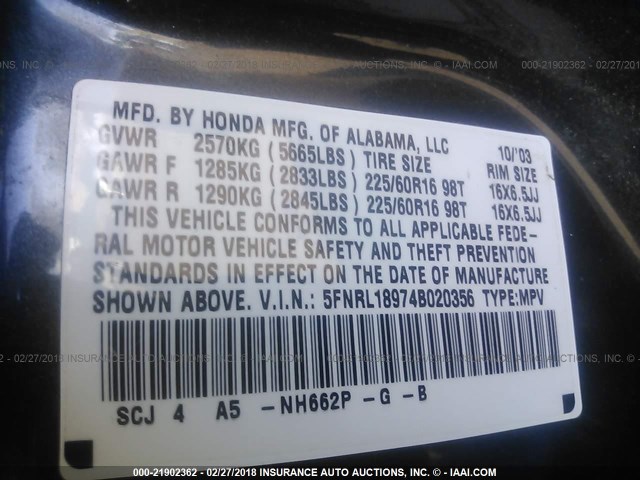 MFD. BY HONDA MFG. OF ALABAMA, LLC 10/'03
GVWR 2570KG ( 5665LBS ) TIRE SIZE RIM SIZE
GAWR F 1285KG ( 2833LBS ) 225/60R16 98T 16X6.5JJ
GAWR R 1290KG ( 2845LBS ) 225/60R16 98T 16X6.5JJ
THIS VEHICLE CONFORMS TO ALL APPLICABLE FEDE-
RAL MOTOR VEHICLE SAFETY AND THEFT PREVENTION
STANDARDS IN EFFECT ON THE DATE OF MANUFACTURE
SHOWN ABOVE. V.I.N.: 5FNRL18974B020356 TYPE:MPV
SCJ 4 A5 -NH662P -G -B
000-21902362 - 02/27/2018 INSURANCE AUTO AUCTIONS, INC. - © - IAAI.COM